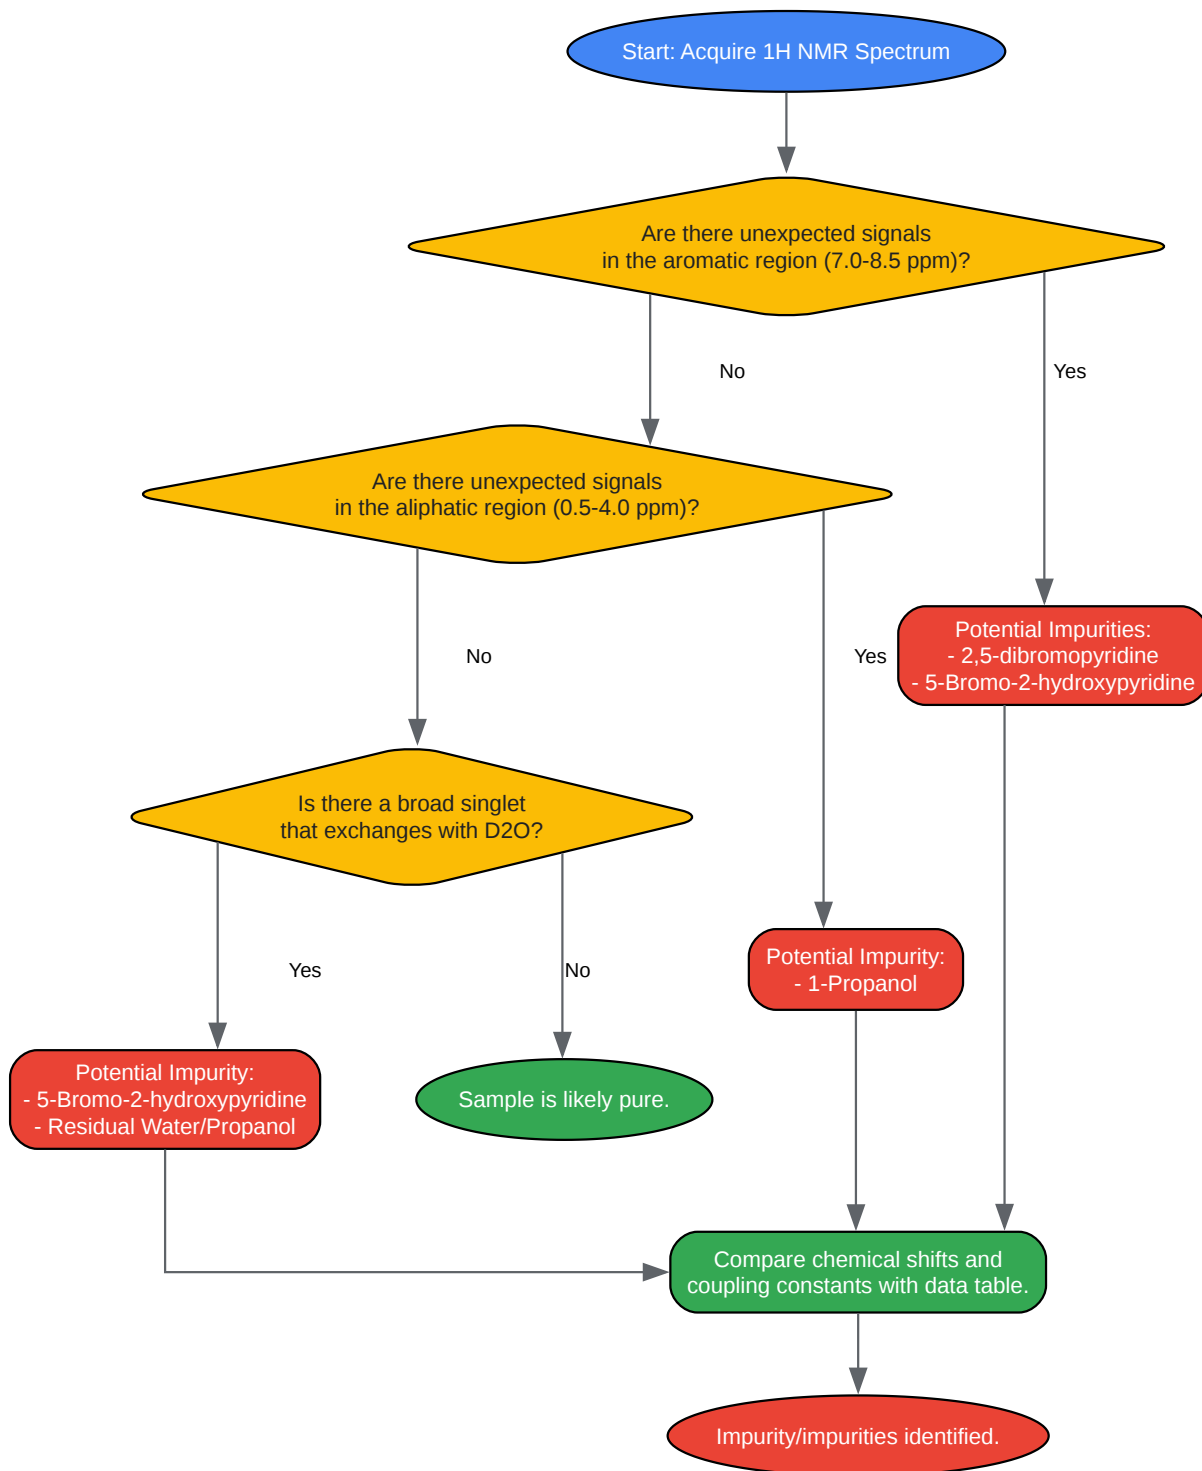 Start: Acquire 1H NMR Spectrum
Are there unexpected signals
in the aromatic region (7.0-8.5 ppm)?
No
Yes
Are there unexpected signals
in the aliphatic region (0.5-4.0 ppm)?
No
Yes
Potential Impurities:
- 2,5-dibromopyridine
- 5-Bromo-2-hydroxypyridine
Is there a broad singlet
that exchanges with D2O?
Yes
No
Potential Impurity:
- 1-Propanol
Potential Impurity:
- 5-Bromo-2-hydroxypyridine
- Residual Water/Propanol
Sample is likely pure.
Compare chemical shifts and
coupling constants with data table.
Impurity/impurities identified.